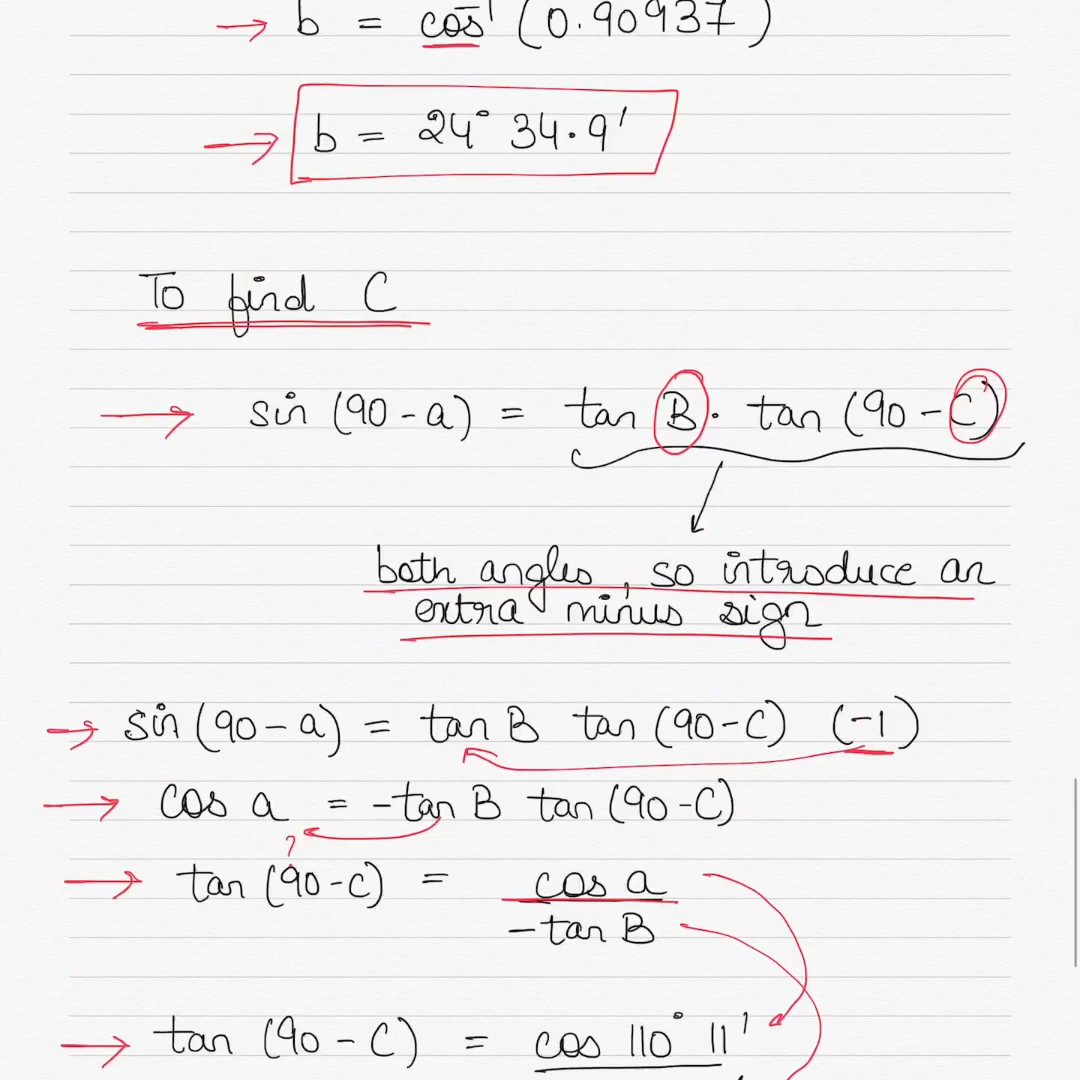 → b = cos⁻¹ (0.90937)
→ b = 24° 34.9'
To find C
→ sin (90 - a) = tan B . tan (90 - C)
both angles, so introduce an
extra minus sign
→ sin (90 - a) = tan B tan (90 - C) (-1)
→ cos a = - tan B tan (90 - C)
→ tan (90 - C) = cos a
- tan B
→ tan (90 - C) = cos 110° 11'